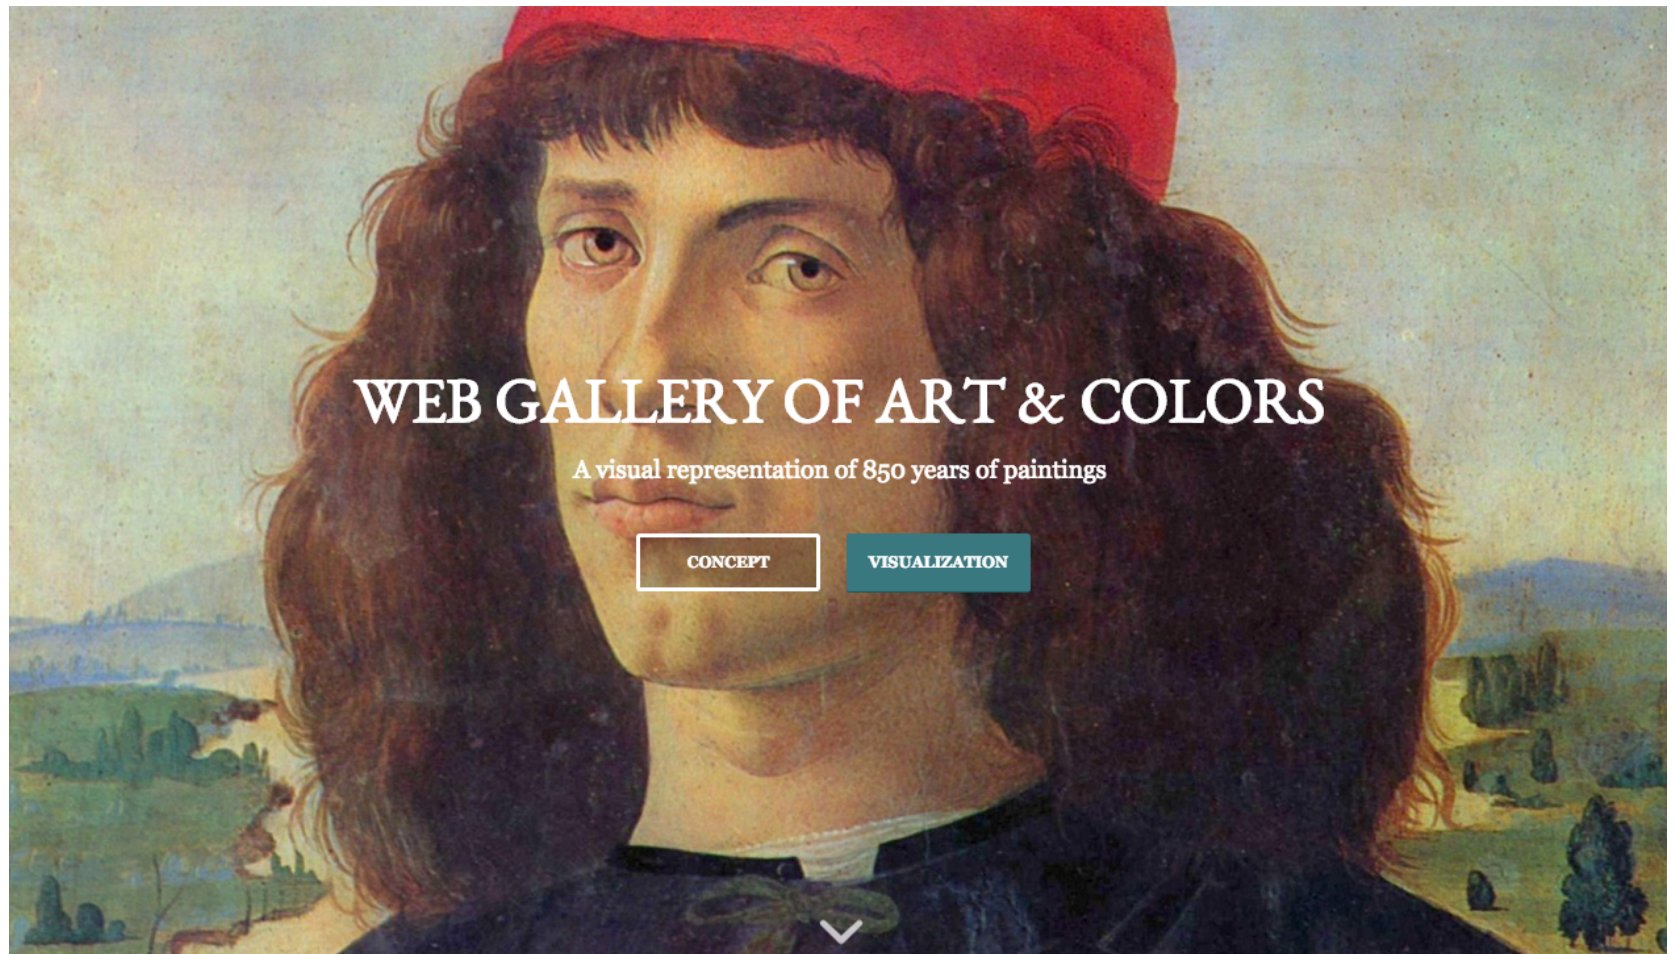 WEB GALLERY OF ART & COLORS
A visual representation of 850 years of paintings
CONCEPT
VISUALIZATION